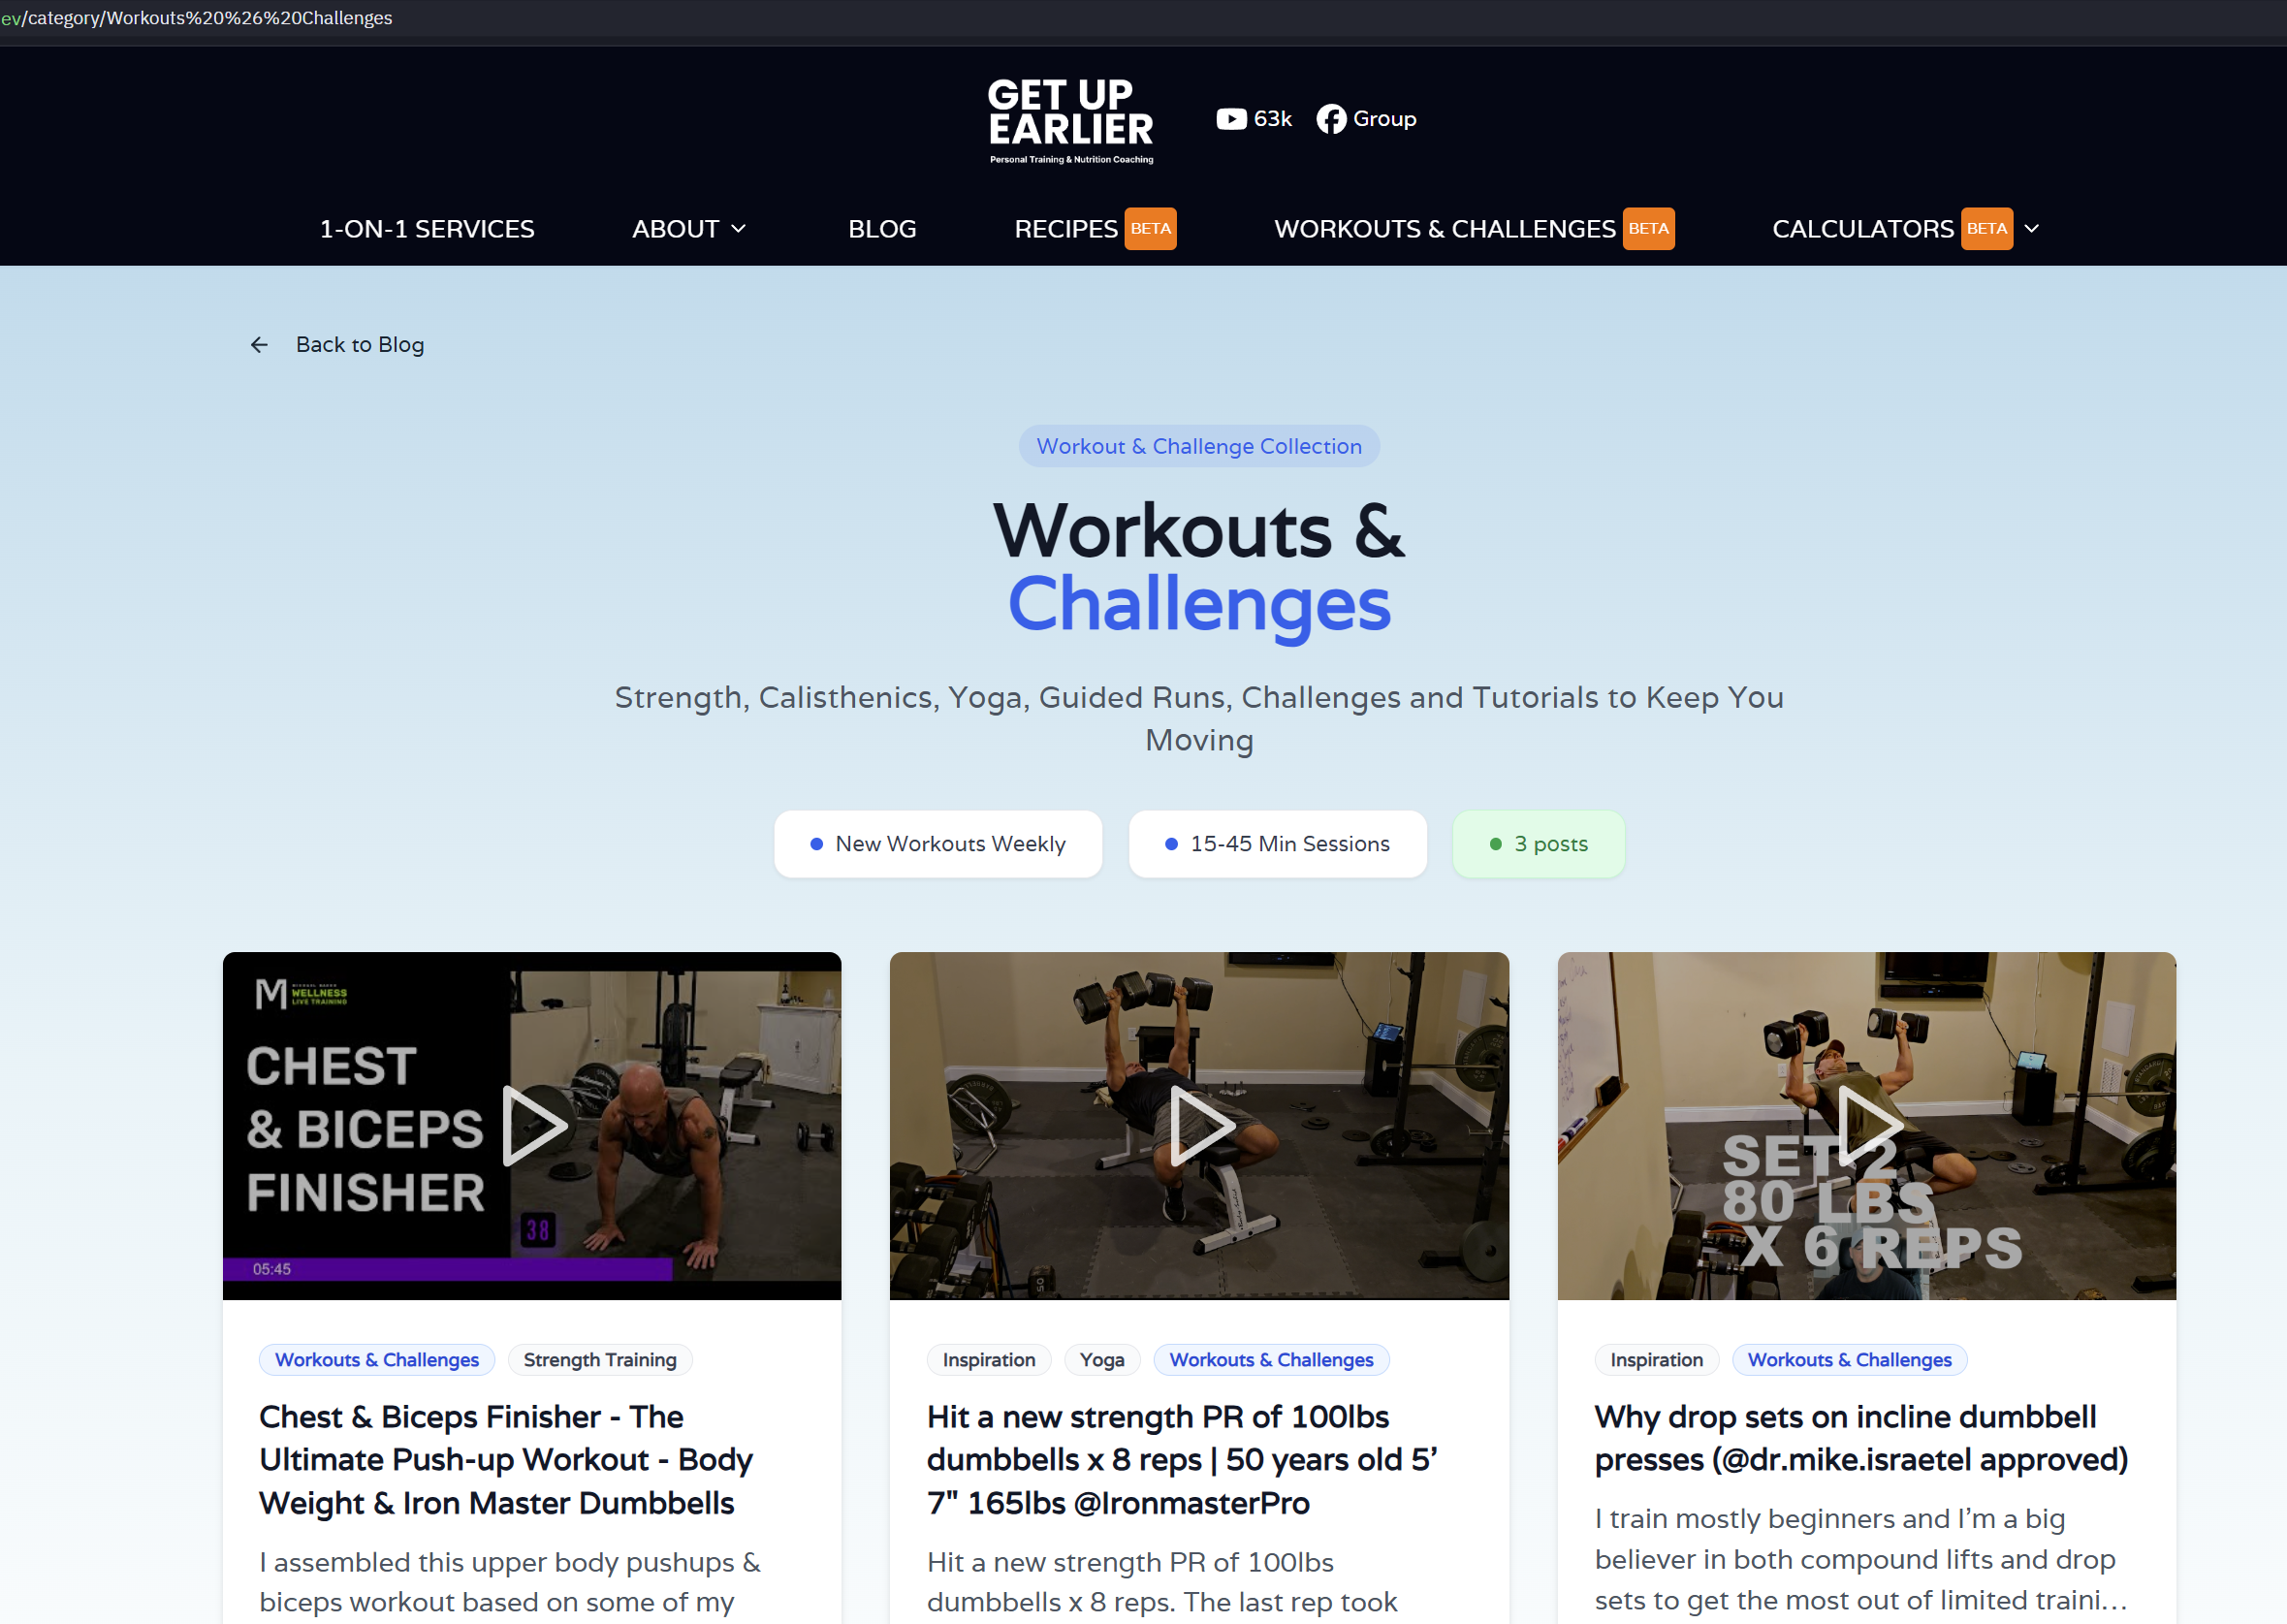 ev/category/Workouts%20%26%20Challenges
GET UP
EARLIER
Personal Training & Nutrition Coaching
63k
Group
1-ON-1 SERVICES
ABOUT
BLOG
RECIPES BETA
WORKOUTS & CHALLENGES BETA
CALCULATORS BETA
Back to Blog
Workout & Challenge Collection
Workouts &
Challenges
Strength, Calisthenics, Yoga, Guided Runs, Challenges and Tutorials to Keep You
Moving
New Workouts Weekly
15-45 Min Sessions
3 posts
M
WELLNESS
LIVE TRAINING
CHEST
& BICEPS
FINISHER
38
05:45
Workouts & Challenges
Strength Training
Chest & Biceps Finisher - The
Ultimate Push-up Workout - Body
Weight & Iron Master Dumbbells
I assembled this upper body pushups &
biceps workout based on some of my
50
Inspiration
Yoga
Workouts & Challenges
Hit a new strength PR of 100lbs
dumbbells x 8 reps | 50 years old 5’
7" 165lbs @IronmasterPro
Hit a new strength PR of 100lbs
dumbbells x 8 reps. The last rep took
SET 2
80 LBS
X 6 REPS
Inspiration
Workouts & Challenges
Why drop sets on incline dumbbell
presses (@dr.mike.israetel approved)
I train mostly beginners and I’m a big
believer in both compound lifts and drop
sets to get the most out of limited traini...